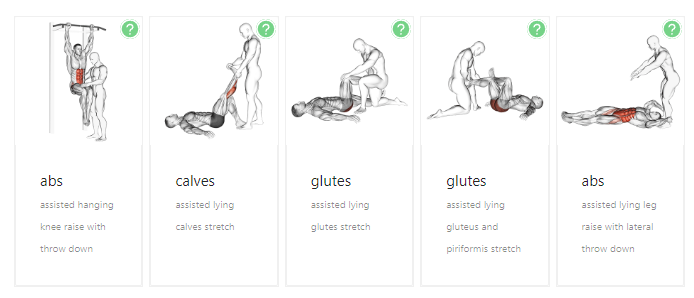 ?
?
?
?
?
abs
assisted hanging
knee raise with
throw down
calves
assisted lying
calves stretch
glutes
assisted lying
glutes stretch
glutes
assisted lying
gluteus and
piriformis stretch
abs
assisted lying leg
raise with lateral
throw down